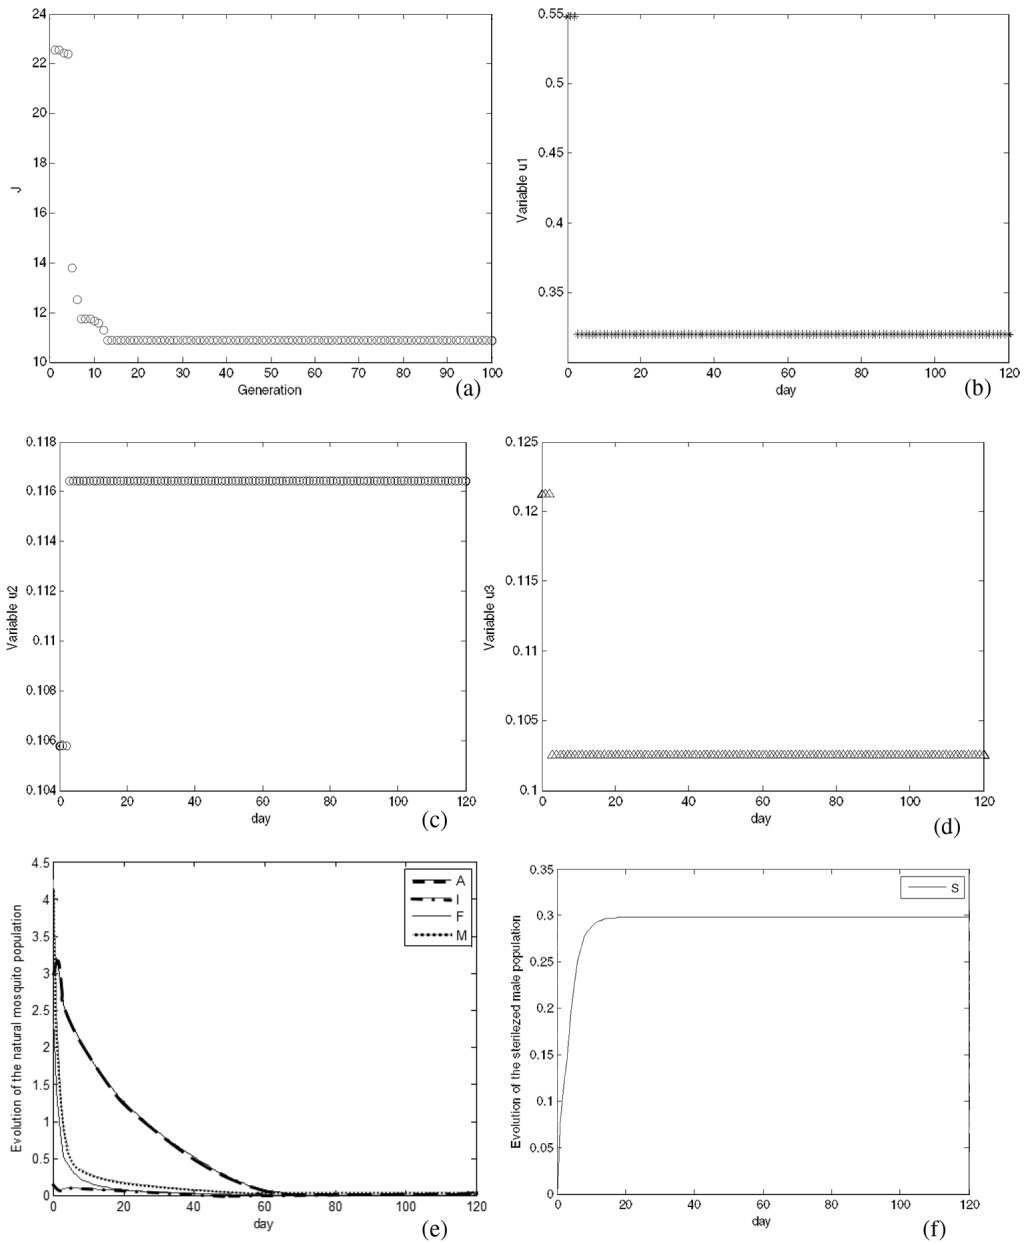 24
22
20
18
16
14
12
10
J
0 10 20 30 40 50 60 70 80 90 100
Generation
(a)
0.55
0.5
0.45
0.4
0.35
Variable u1
0 20 40 60 80 100 120
day
(b)
0.118
0.116
0.114
0.112
0.11
0.108
0.106
0.104
Variable u2
0 20 40 60 80 100 120
day
(c)
0.125
0.12
0.115
0.11
0.105
0.1
Variable u3
0 20 40 60 80 100 120
day
(d)
4.5
4
3.5
3
2.5
2
1.5
1
0.5
0
Evolution of the natural mosquito population
A
I
F
M
0 20 40 60 80 100 120
day
(e)
0.35
0.3
0.25
0.2
0.15
0.1
0.05
0
Evolution of the sterilezed male population
S
0 20 40 60 80 100 120
day
(f)